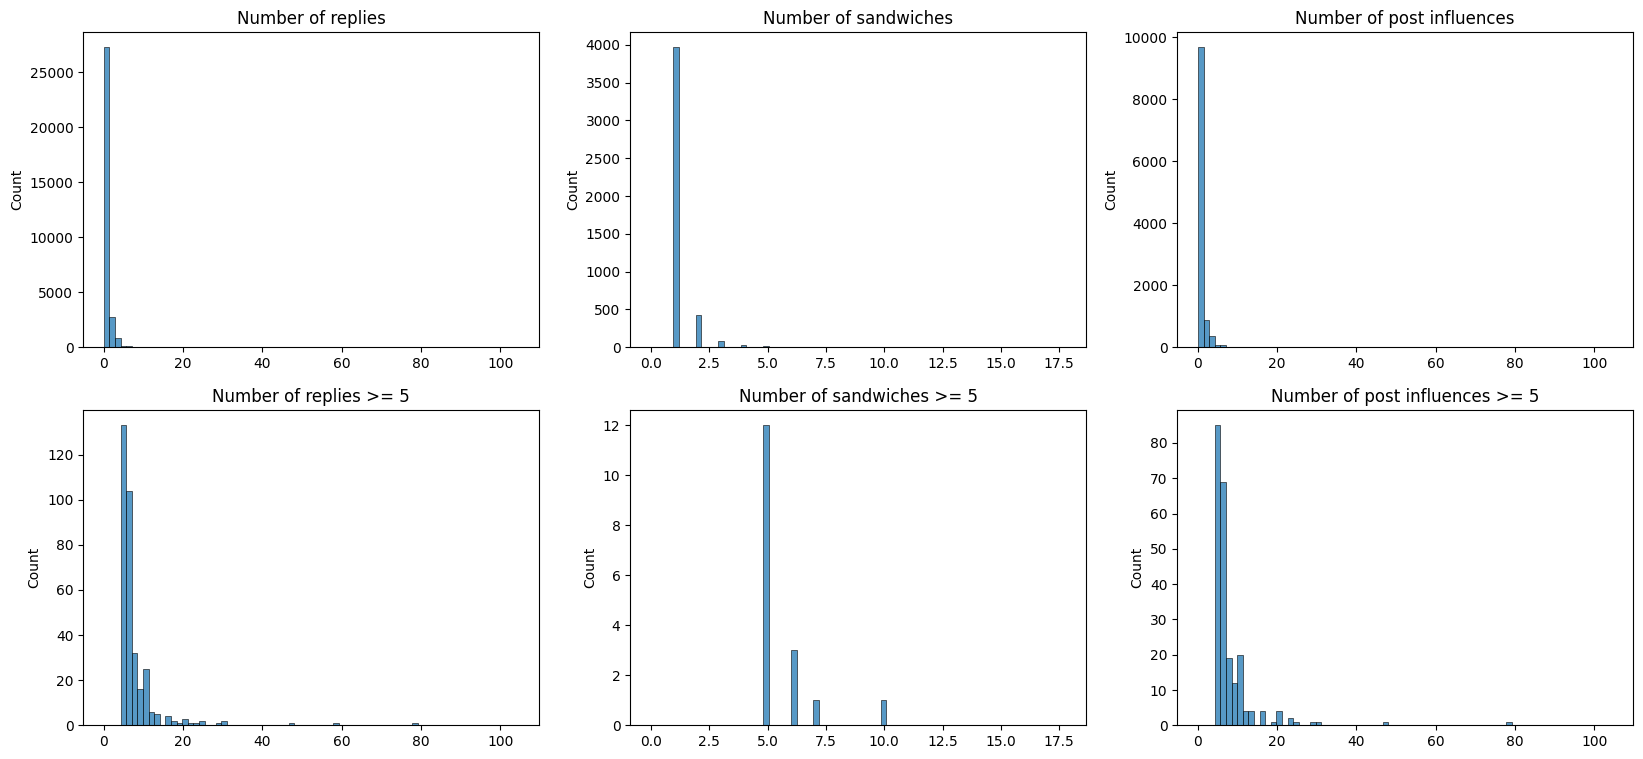 Number of replies
Count
25000
20000
15000
10000
5000
0
0 20 40 60 80 100
Number of sandwiches
Count
4000
3500
3000
2500
2000
1500
1000
500
0
0.0 2.5 5.0 7.5 10.0 12.5 15.0 17.5
Number of post influences
Count
10000
8000
6000
4000
2000
0
0 20 40 60 80 100
Number of replies >= 5
Count
120
100
80
60
40
20
0
0 20 40 60 80 100
Number of sandwiches >= 5
Count
12
10
8
6
4
2
0
0.0 2.5 5.0 7.5 10.0 12.5 15.0 17.5
Number of post influences >= 5
Count
80
70
60
50
40
30
20
10
0
0 20 40 60 80 100